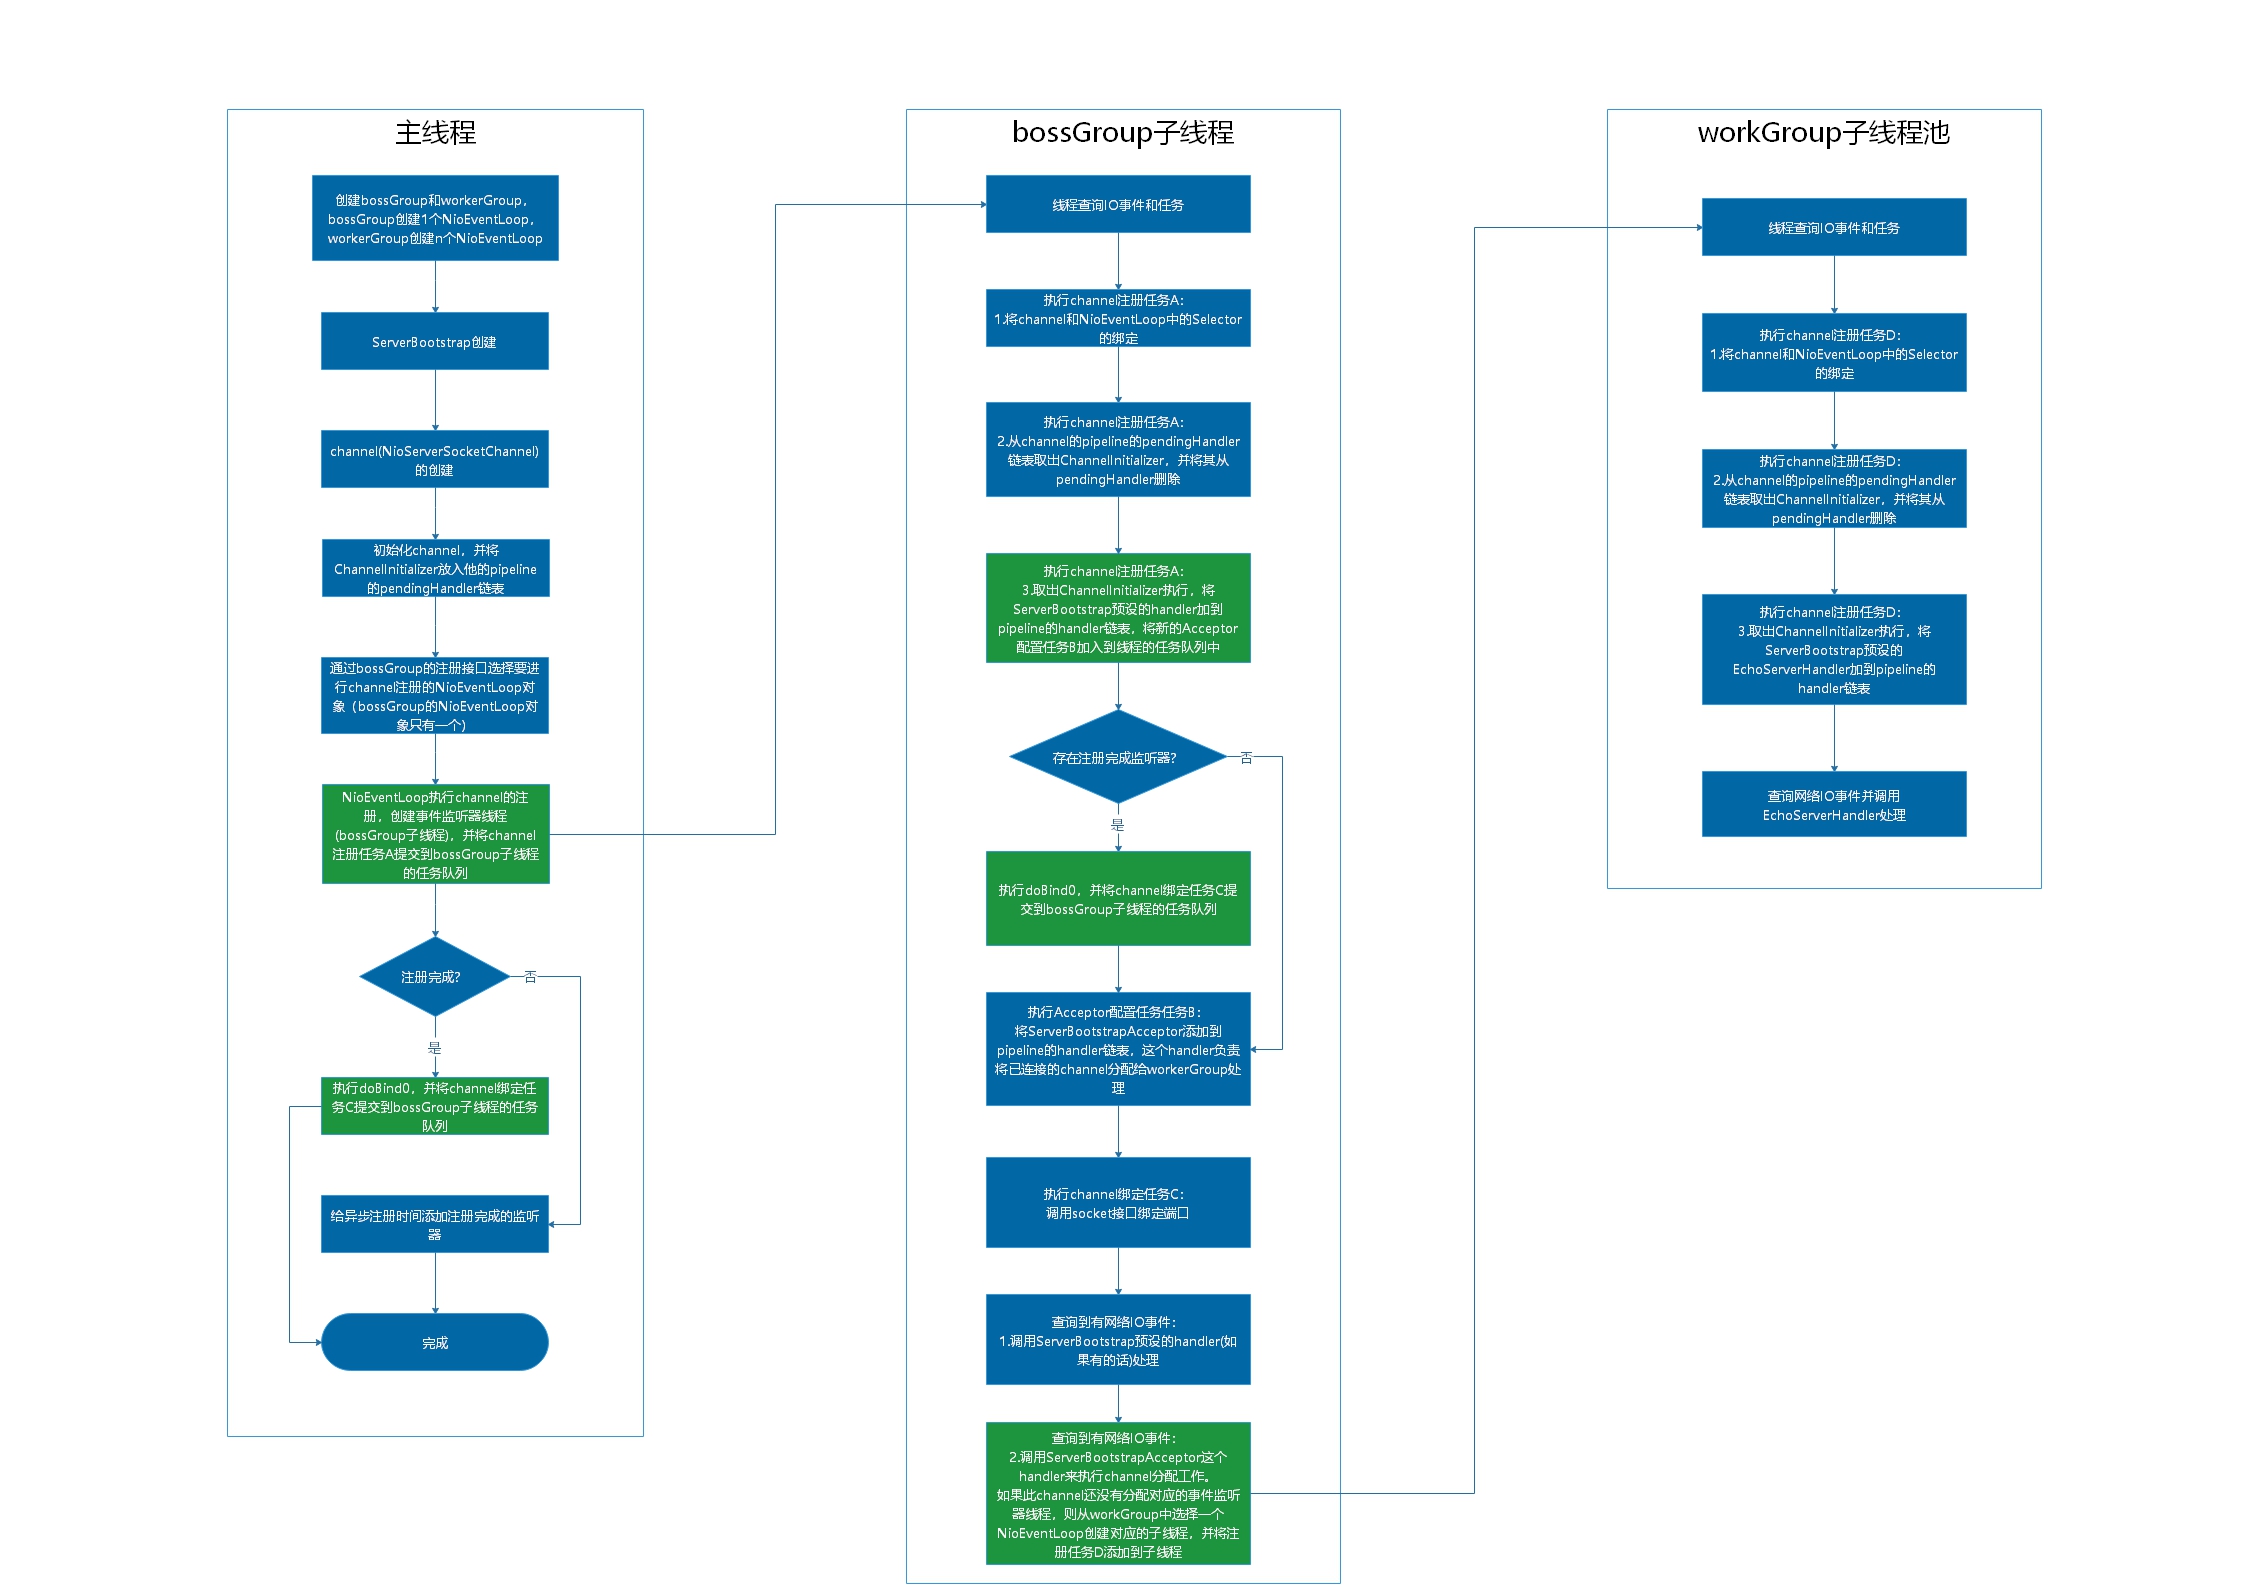 主线程
创建bossGroup和workerGroup，
bossGroup创建1个NioEventLoop，
workerGroup创建n个NioEventLoop
ServerBootstrap创建
channel(NioServerSocketChannel)
的创建
初始化channel，并将
ChannelInitializer放入他的pipeline
的pendingHandler链表
通过bossGroup的注册接口选择要进
行channel注册的NioEventLoop对
象（bossGroup的NioEventLoop对
象只有一个）
NioEventLoop执行channel的注
册，创建事件监听器线程
(bossGroup子线程)，并将channel
注册任务A提交到bossGroup子线程
的任务队列
注册完成?
否
是
执行doBind0，并将channel绑定任
务C提交到bossGroup子线程的任务
队列
给异步注册时间添加注册完成的监听
器
完成
bossGroup子线程
线程查询IO事件和任务
执行channel注册任务A：
1.将channel和NioEventLoop中的Selector
的绑定
执行channel注册任务A：
2.从channel的pipeline的pendingHandler
链表取出ChannelInitializer，并将其从
pendingHandler删除
执行channel注册任务A：
3.取出ChannelInitializer执行，将
ServerBootstrap预设的handler加到
pipeline的handler链表，将新的Acceptor
配置任务B加入到线程的任务队列中
存在注册完成监听器?
否
是
执行doBind0，并将channel绑定任务C提
交到bossGroup子线程的任务队列
执行Acceptor配置任务任务B：
将ServerBootstrapAcceptor添加到
pipeline的handler链表，这个handler负责
将已连接的channel分配给workerGroup处
理
执行channel绑定任务C：
调用socket接口绑定端口
查询到有网络IO事件：
1.调用ServerBootstrap预设的handler(如
果有的话)处理
查询到有网络IO事件：
2.调用ServerBootstrapAcceptor这个
handler来执行channel分配工作。
如果此channel还没有分配对应的事件监听
器线程，则从workGroup中选择一个
NioEventLoop创建对应的子线程，并将注
册任务D添加到子线程
workGroup子线程池
线程查询IO事件和任务
执行channel注册任务D：
1.将channel和NioEventLoop中的Selector
的绑定
执行channel注册任务D：
2.从channel的pipeline的pendingHandler
链表取出ChannelInitializer，并将其从
pendingHandler删除
执行channel注册任务D：
3.取出ChannelInitializer执行，将
ServerBootstrap预设的
EchoServerHandler加到pipeline的
handler链表
查询网络IO事件并调用
EchoServerHandler处理